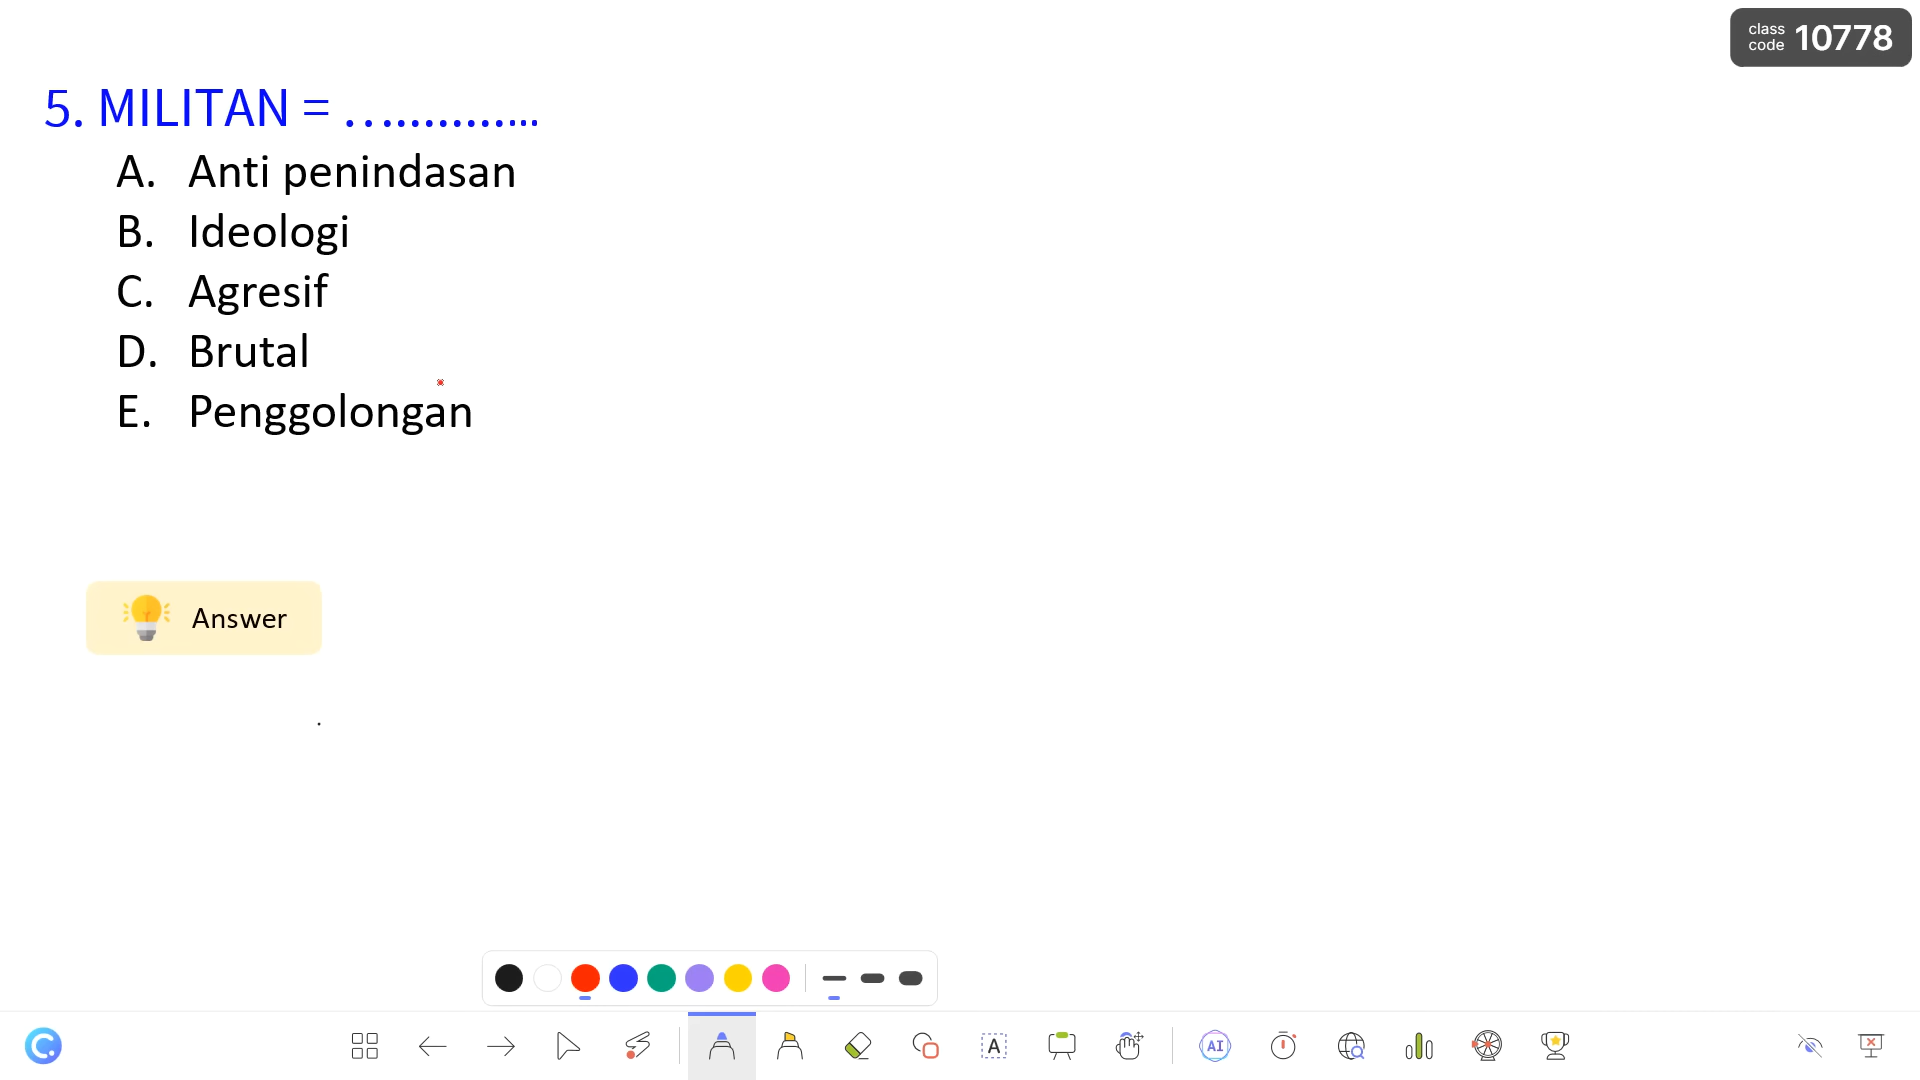 class code 10778
5. MILITAN = ...............
A. Anti penindasan
B. Ideologi
C. Agresif
D. Brutal
E. Penggolongan
Answer
A
AI